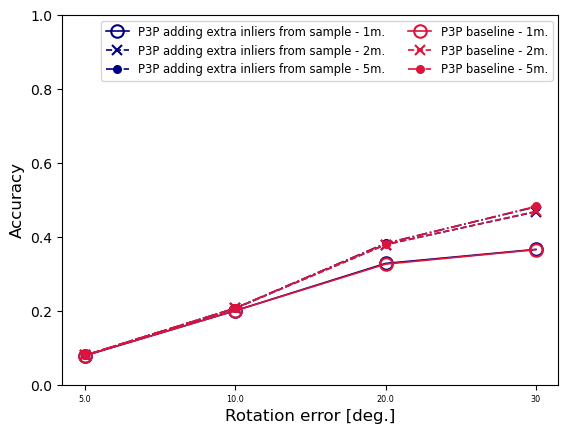 1.0
0.8
0.6
0.4
0.2
0.0
Accuracy
P3P adding extra inliers from sample - 1m.
P3P adding extra inliers from sample - 2m.
P3P adding extra inliers from sample - 5m.
P3P baseline - 1m.
P3P baseline - 2m.
P3P baseline - 5m.
5.0 10.0 20.0 30
Rotation error [deg.]